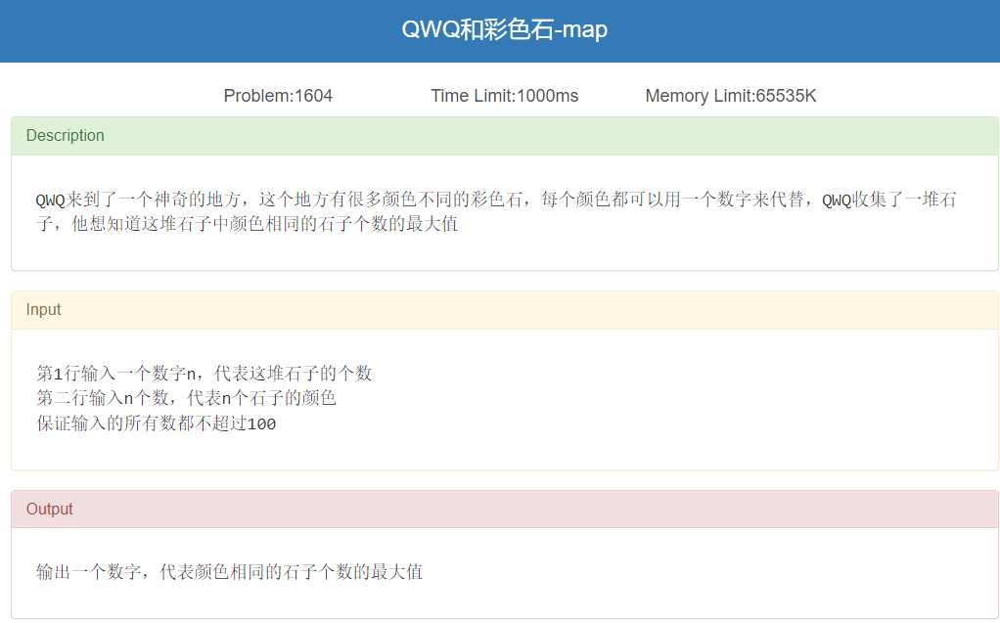 QWQ和彩色石-map
Problem:1604 Time Limit:1000ms Memory Limit:65535K
Description
QWQ来到了一个神奇的地方，这个地方有很多颜色不同的彩色石，每个颜色都可以用一个数字来代替，QWQ收集了一堆石
子，他想知道这堆石子中颜色相同的石子个数的最大值
Input
第1行输入一个数字n，代表这堆石子的个数
第二行输入n个数，代表n个石子的颜色
保证输入的所有数都不超过100
Output
输出一个数字，代表颜色相同的石子个数的最大值